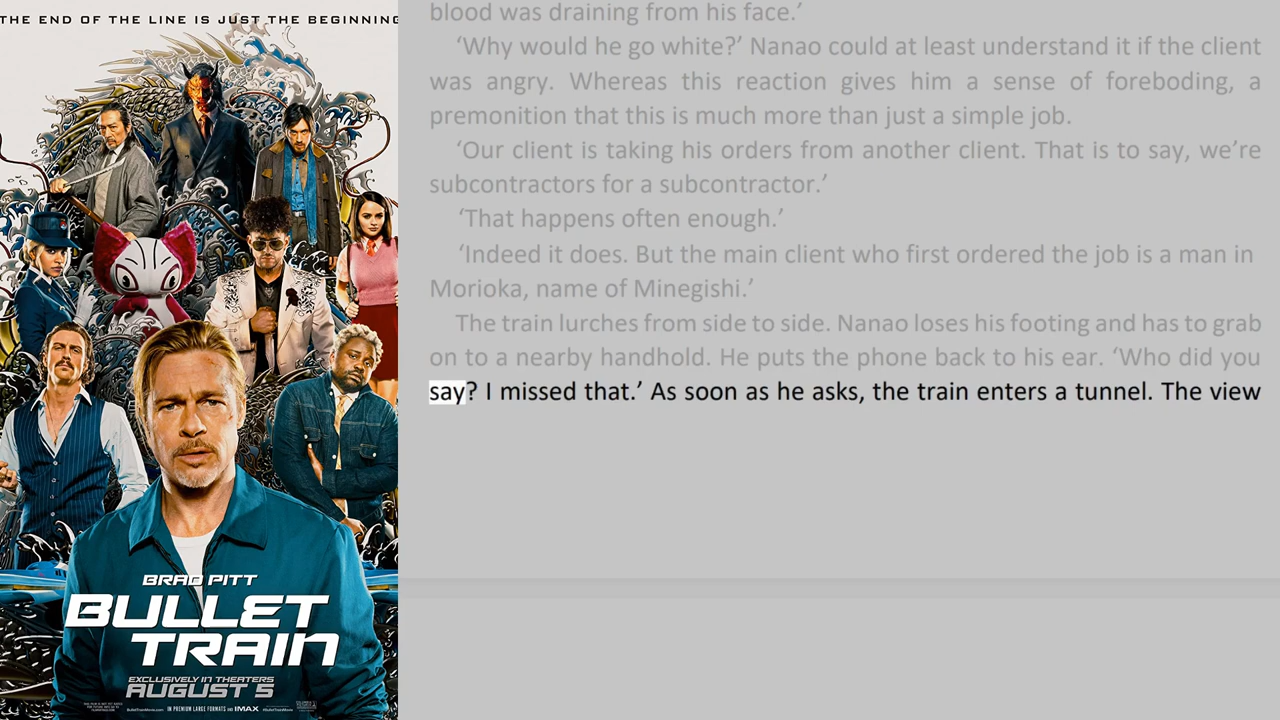 THE END OF THE LINE IS JUST THE BEGINNING
BRAD PITT
BULLET
TRAIN
EXCLUSIVELY IN THEATERS
AUGUST 5
BulletTrainMovie.com
IN PREMIUM LARGE FORMATS AND IMAX
#BulletTrainMovie
blood was draining from his face.’
‘Why would he go white?’ Nanao could at least understand it if the client
was angry. Whereas this reaction gives him a sense of foreboding, a
premonition that this is much more than just a simple job.
‘Our client is taking his orders from another client. That is to say, we’re
subcontractors for a subcontractor.’
‘That happens often enough.’
‘Indeed it does. But the main client who first ordered the job is a man in
Morioka, name of Minegishi.’
The train lurches from side to side. Nanao loses his footing and has to grab
on to a nearby handhold. He puts the phone back to his ear. ‘Who did you
say? I missed that.’ As soon as he asks, the train enters a tunnel. The view